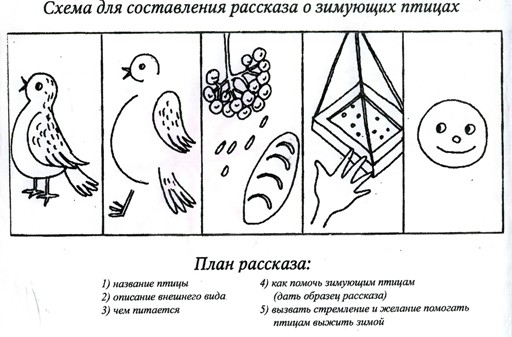 Схема для составления рассказа о зимующих птицах
План рассказа:
1) название птицы
2) описание внешнего вида
3) чем питается
4) как помочь зимующим птицам
(дать образец рассказа)
5) вызвать стремление и желание помогать
птицам выжить зимой